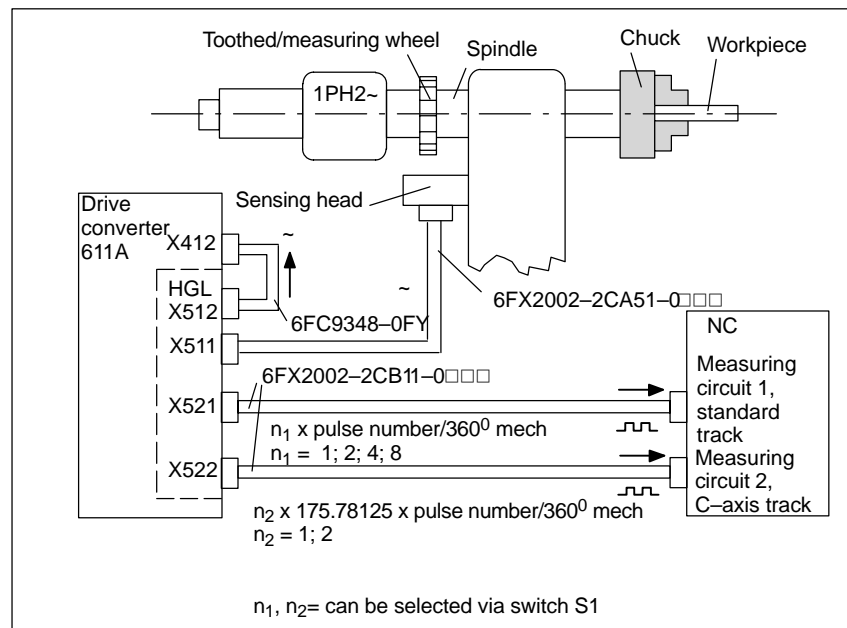 Toothed/measuring wheel
Spindle
Chuck
Workpiece
1PH2~
Sensing head
Drive
converter
611A
X412
~
HGL
X512
6FC9348–0FY
~
6FX2002–2CA51–0□□□
X511
NC
6FX2002–2CB11–0□□□
X521
Measuring
circuit 1,
standard
track
n₁ x pulse number/360⁰ mech
n₁ = 1; 2; 4; 8
X522
Measuring
circuit 2,
C–axis track
n₂ x 175.78125 x pulse number/360⁰ mech
n₂ = 1; 2
n₁, n₂= can be selected via switch S1